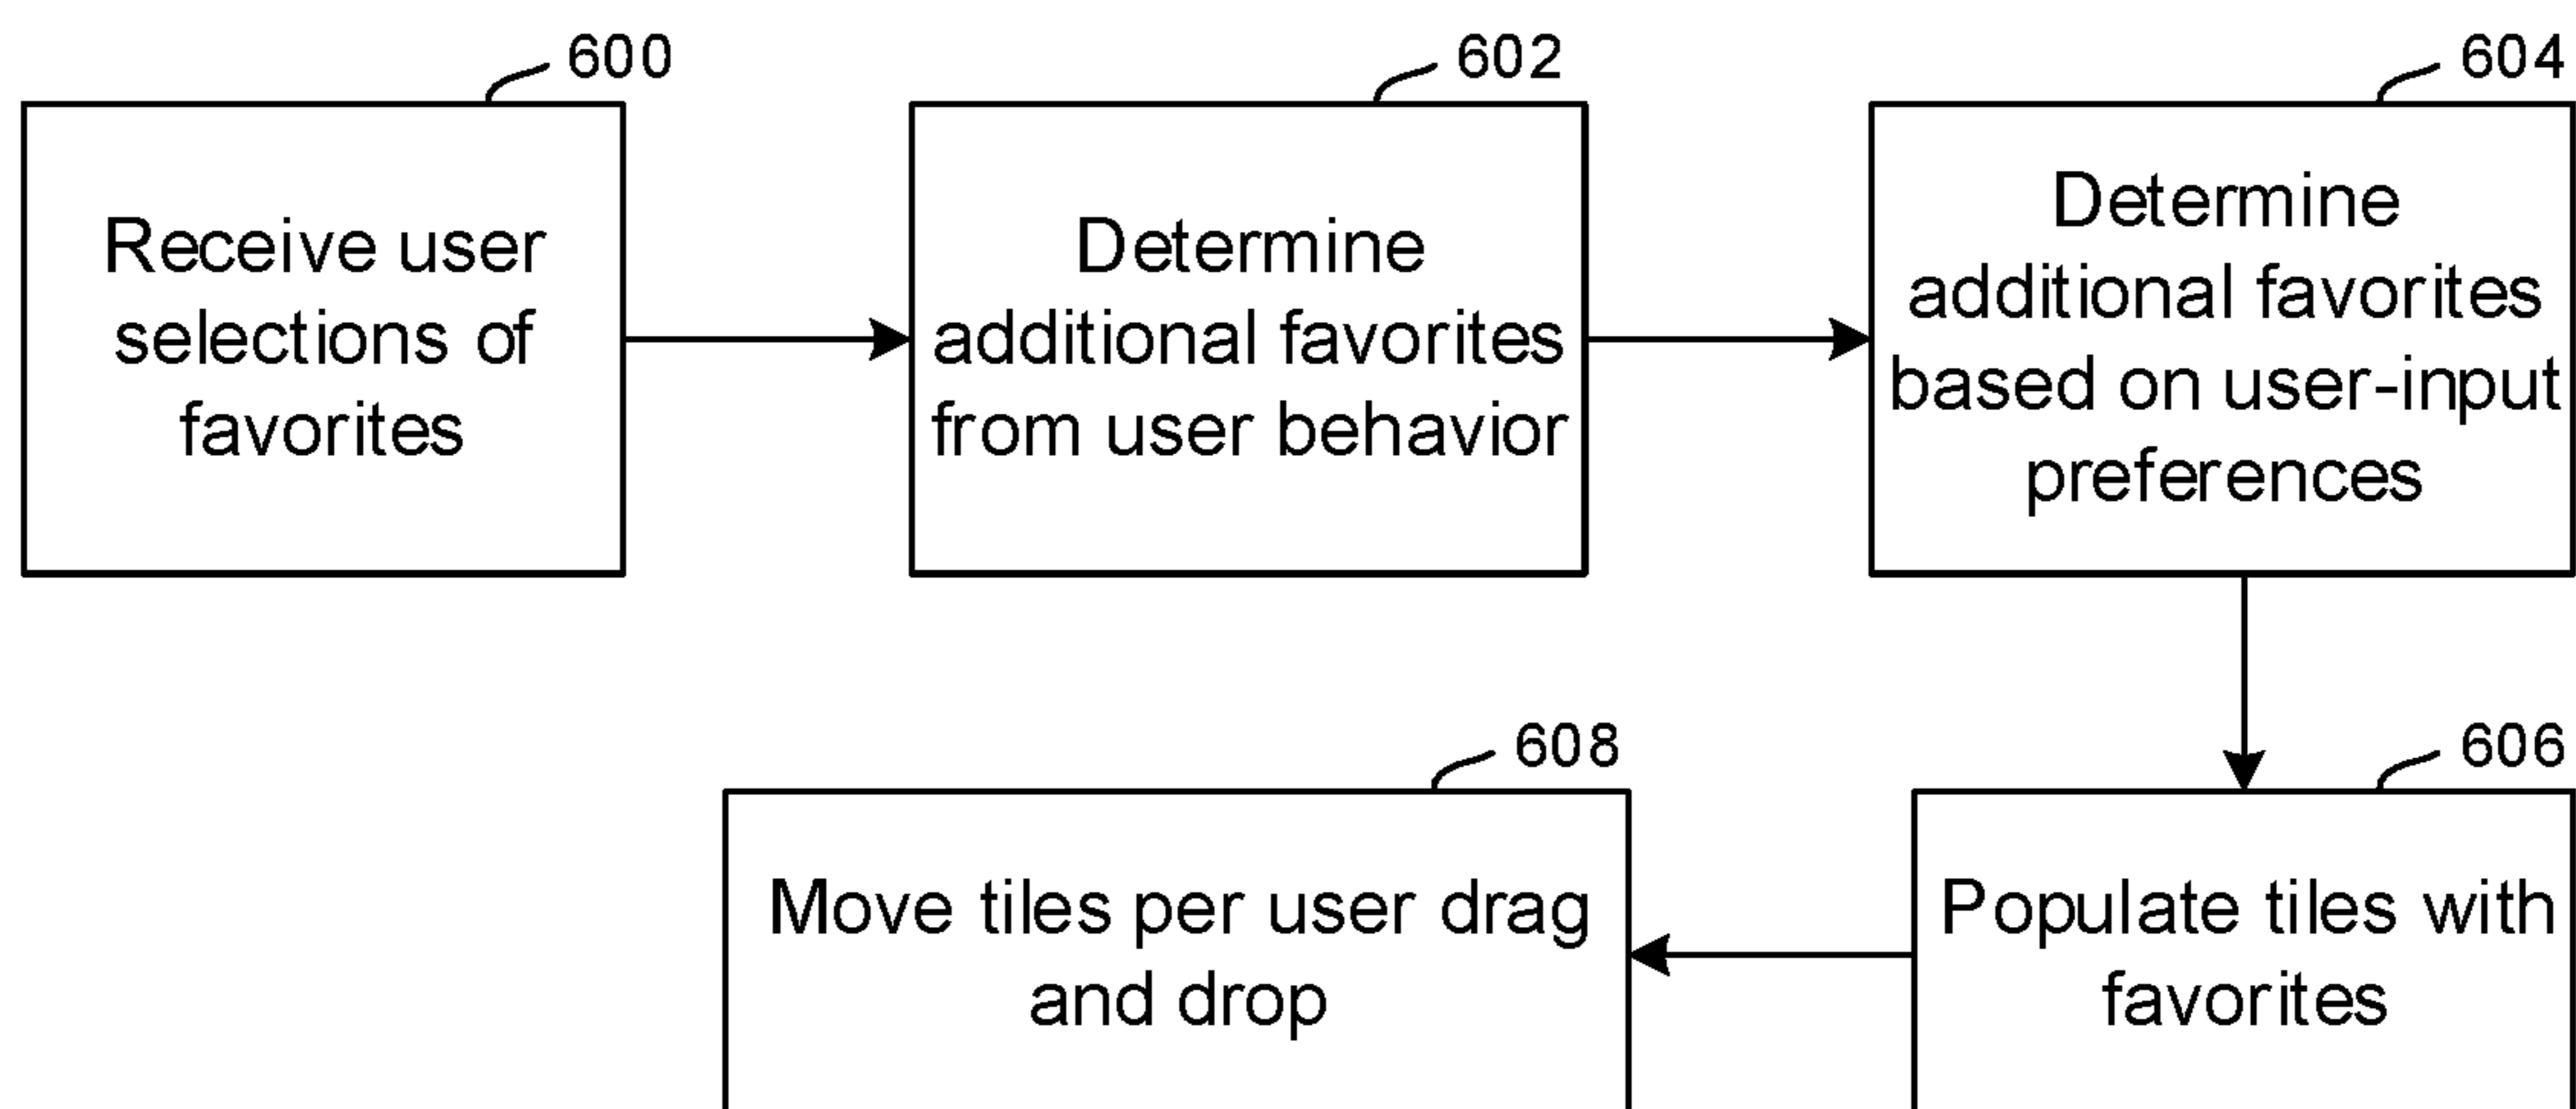 600
Receive user
selections of
favorites
602
Determine
additional favorites
from user behavior
604
Determine
additional favorites
based on user-input
preferences
606
Populate tiles with
favorites
608
Move tiles per user drag
and drop